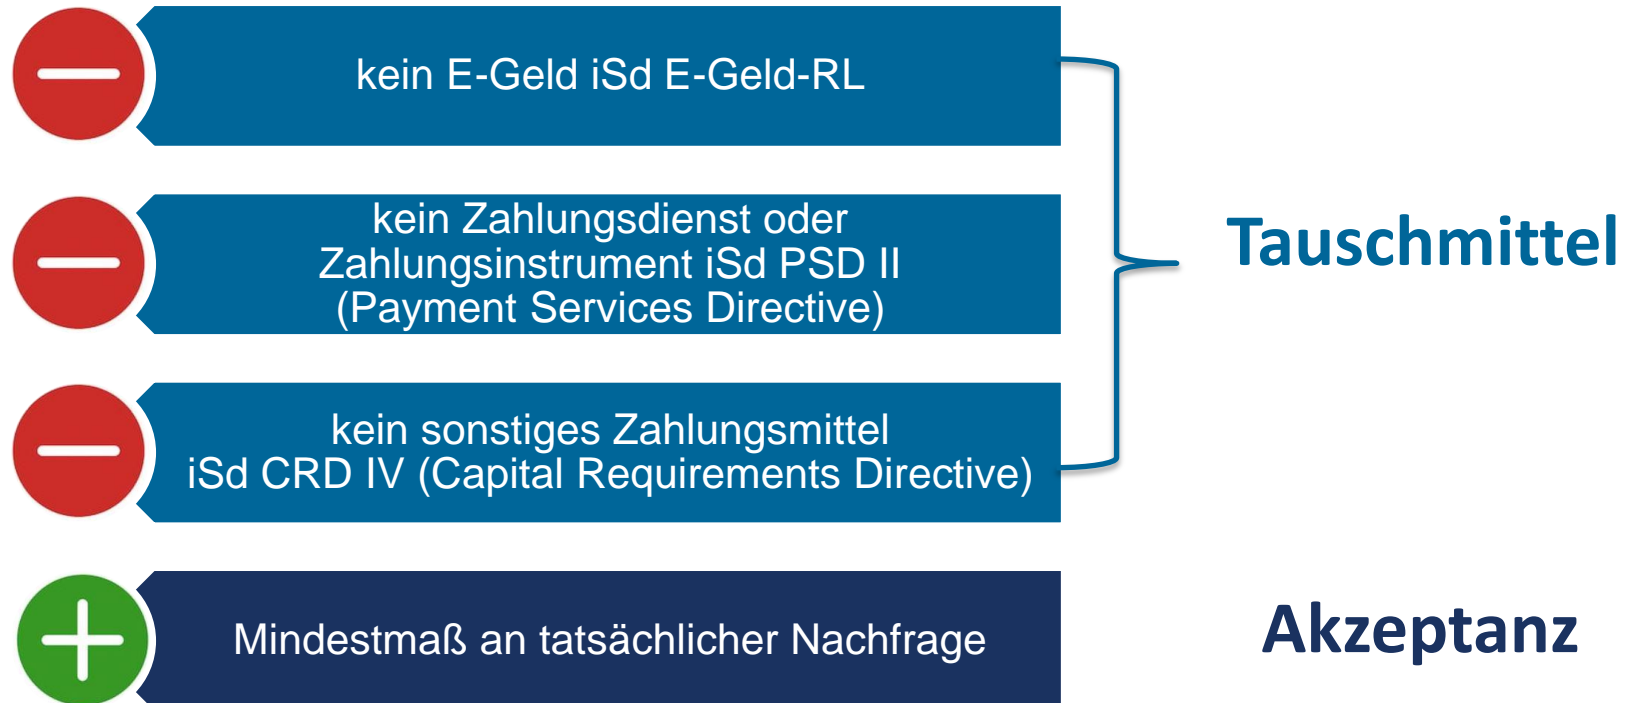 kein E-Geld iSd E-Geld-RL
kein Zahlungsdienst oder
Zahlungsinstrument iSd PSD II
(Payment Services Directive)
Tauschmittel
kein sonstiges Zahlungsmittel
iSd CRD IV (Capital Requirements Directive)
Mindestmaß an tatsächlicher Nachfrage
Akzeptanz